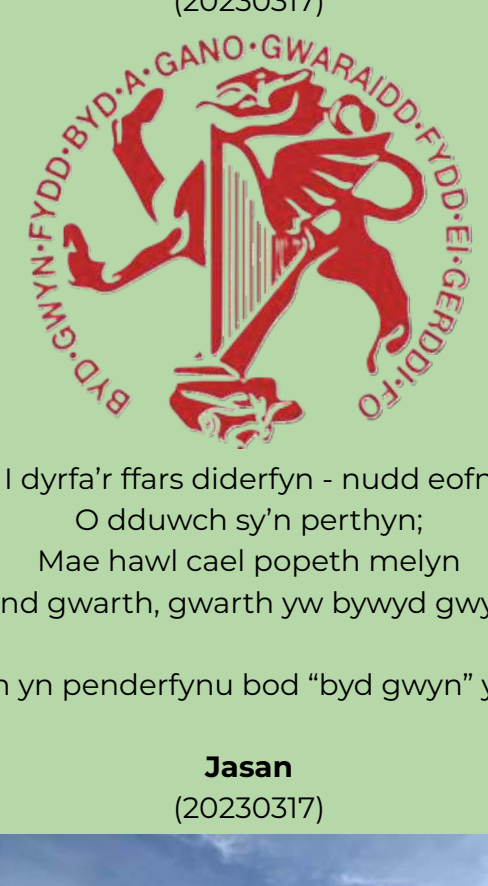 (20230317)
BYD·GWYN·FYDD·BYD·A·GANO·GWARAIDD·FYDD·EI·GERDDI·FO
I dyrfa’r ffars diderfyn - nudd eofn
O dduwch sy’n perthyn;
Mae hawl cael popeth melyn
gwarth, gwarth yw bywyd
yn penderfynu bod “byd gwyn”
Jasan
(20230317)